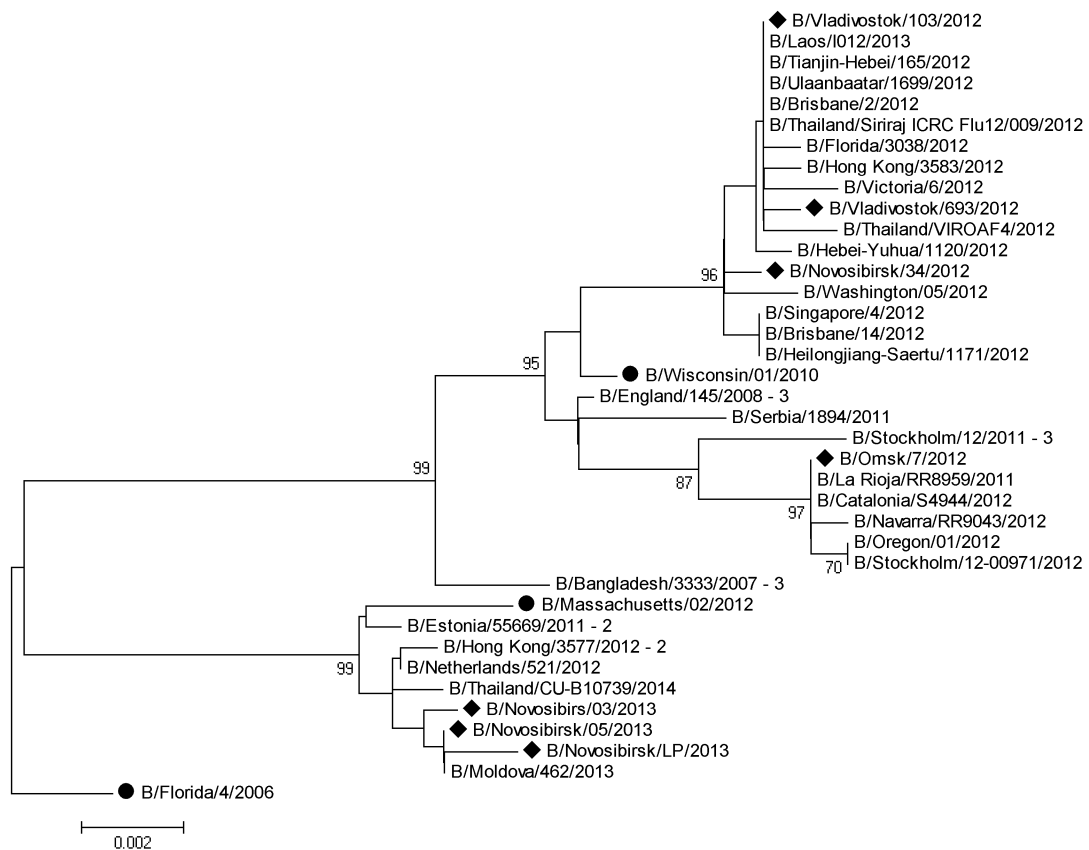 B/Vladivostok/103/2012
B/Laos/I012/2013
B/Tianjin-Hebei/165/2012
B/Ulaanbaatar/1699/2012
B/Brisbane/2/2012
B/Thailand/Siriraj ICRC Flu12/009/2012
B/Florida/3038/2012
B/Hong Kong/3583/2012
B/Victoria/6/2012
B/Vladivostok/693/2012
B/Thailand/VIROAF4/2012
B/Hebei-Yuhua/1120/2012
96
B/Novosibirsk/34/2012
B/Washington/05/2012
B/Singapore/4/2012
B/Brisbane/14/2012
B/Heilongjiang-Saertu/1171/2012
95
B/Wisconsin/01/2010
B/England/145/2008 - 3
B/Serbia/1894/2011
B/Stockholm/12/2011 - 3
99
B/Omsk/7/2012
87
B/La Rioja/RR8959/2011
B/Catalonia/S4944/2012
97
B/Navarra/RR9043/2012
B/Oregon/01/2012
70
B/Stockholm/12-00971/2012
B/Bangladesh/3333/2007 - 3
B/Massachusetts/02/2012
B/Estonia/55669/2011 - 2
B/Hong Kong/3577/2012 - 2
99
B/Netherlands/521/2012
B/Thailand/CU-B10739/2014
B/Novosibirs/03/2013
B/Novosibirsk/05/2013
B/Novosibirsk/LP/2013
B/Moldova/462/2013
B/Florida/4/2006
0.002